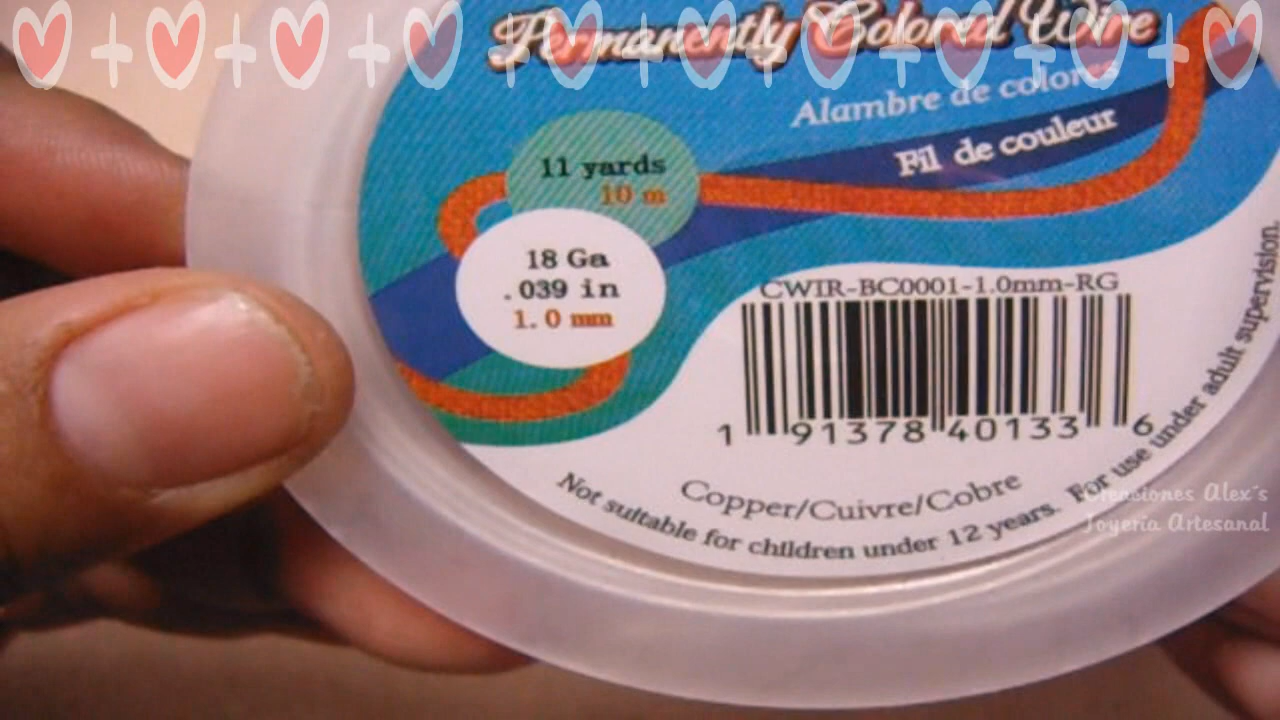 Permanently Colored Wire
Alambre de colores
Fil de couleur
11 yards
10 m
18 Ga
.039 in
1.0 mm
CWIR-BC0001-1.0mm-RG
1 91378 40133 6
Copper/Cuivre/Cobre
Not suitable for children under 12 years. For use under adult supervision.
Creaciones Alex´s
Joyeria Artesanal